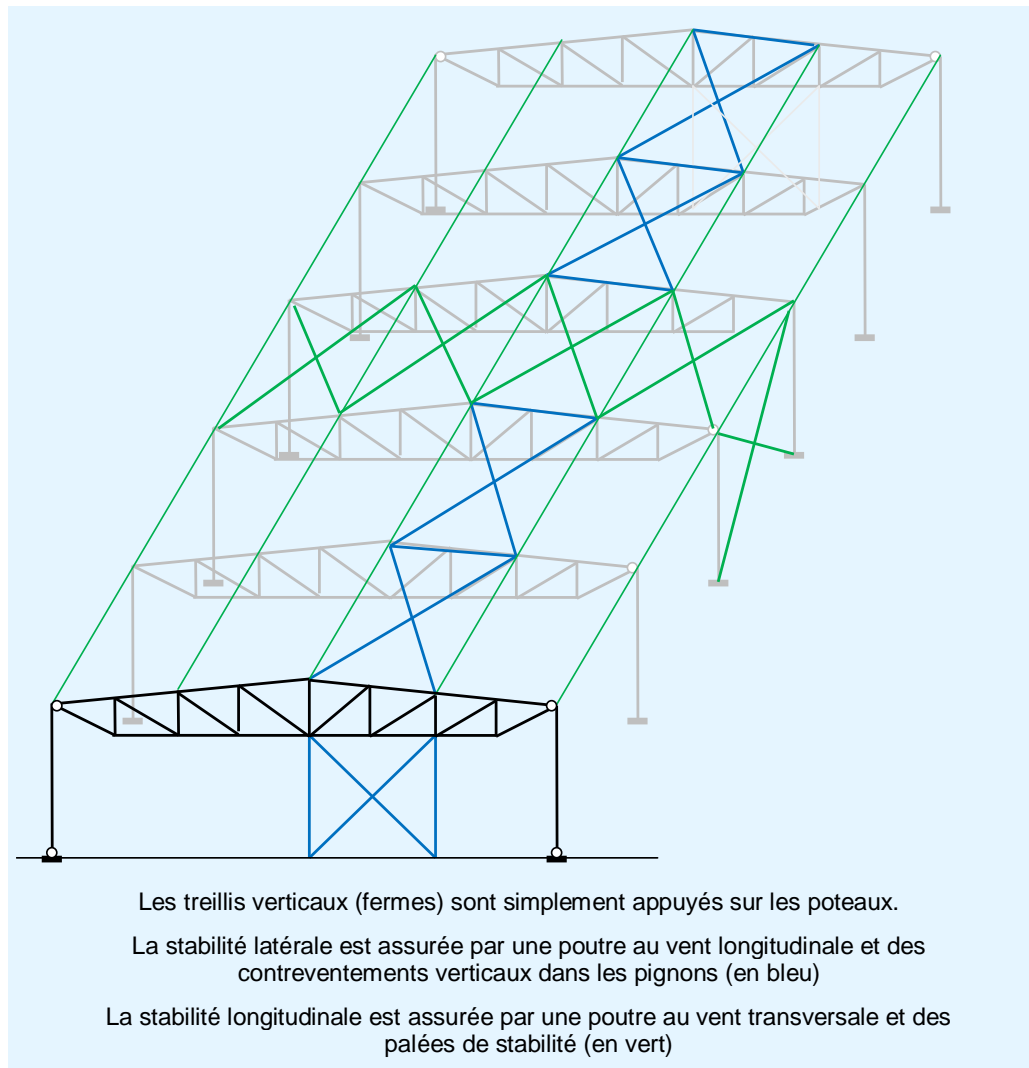 Les treillis verticaux (fermes) sont simplement appuyés sur les poteaux.
La stabilité latérale est assurée par une poutre au vent longitudinale et des
contreventements verticaux dans les pignons (en bleu)
La stabilité longitudinale est assurée par une poutre au vent transversale et des
palées de stabilité (en vert)